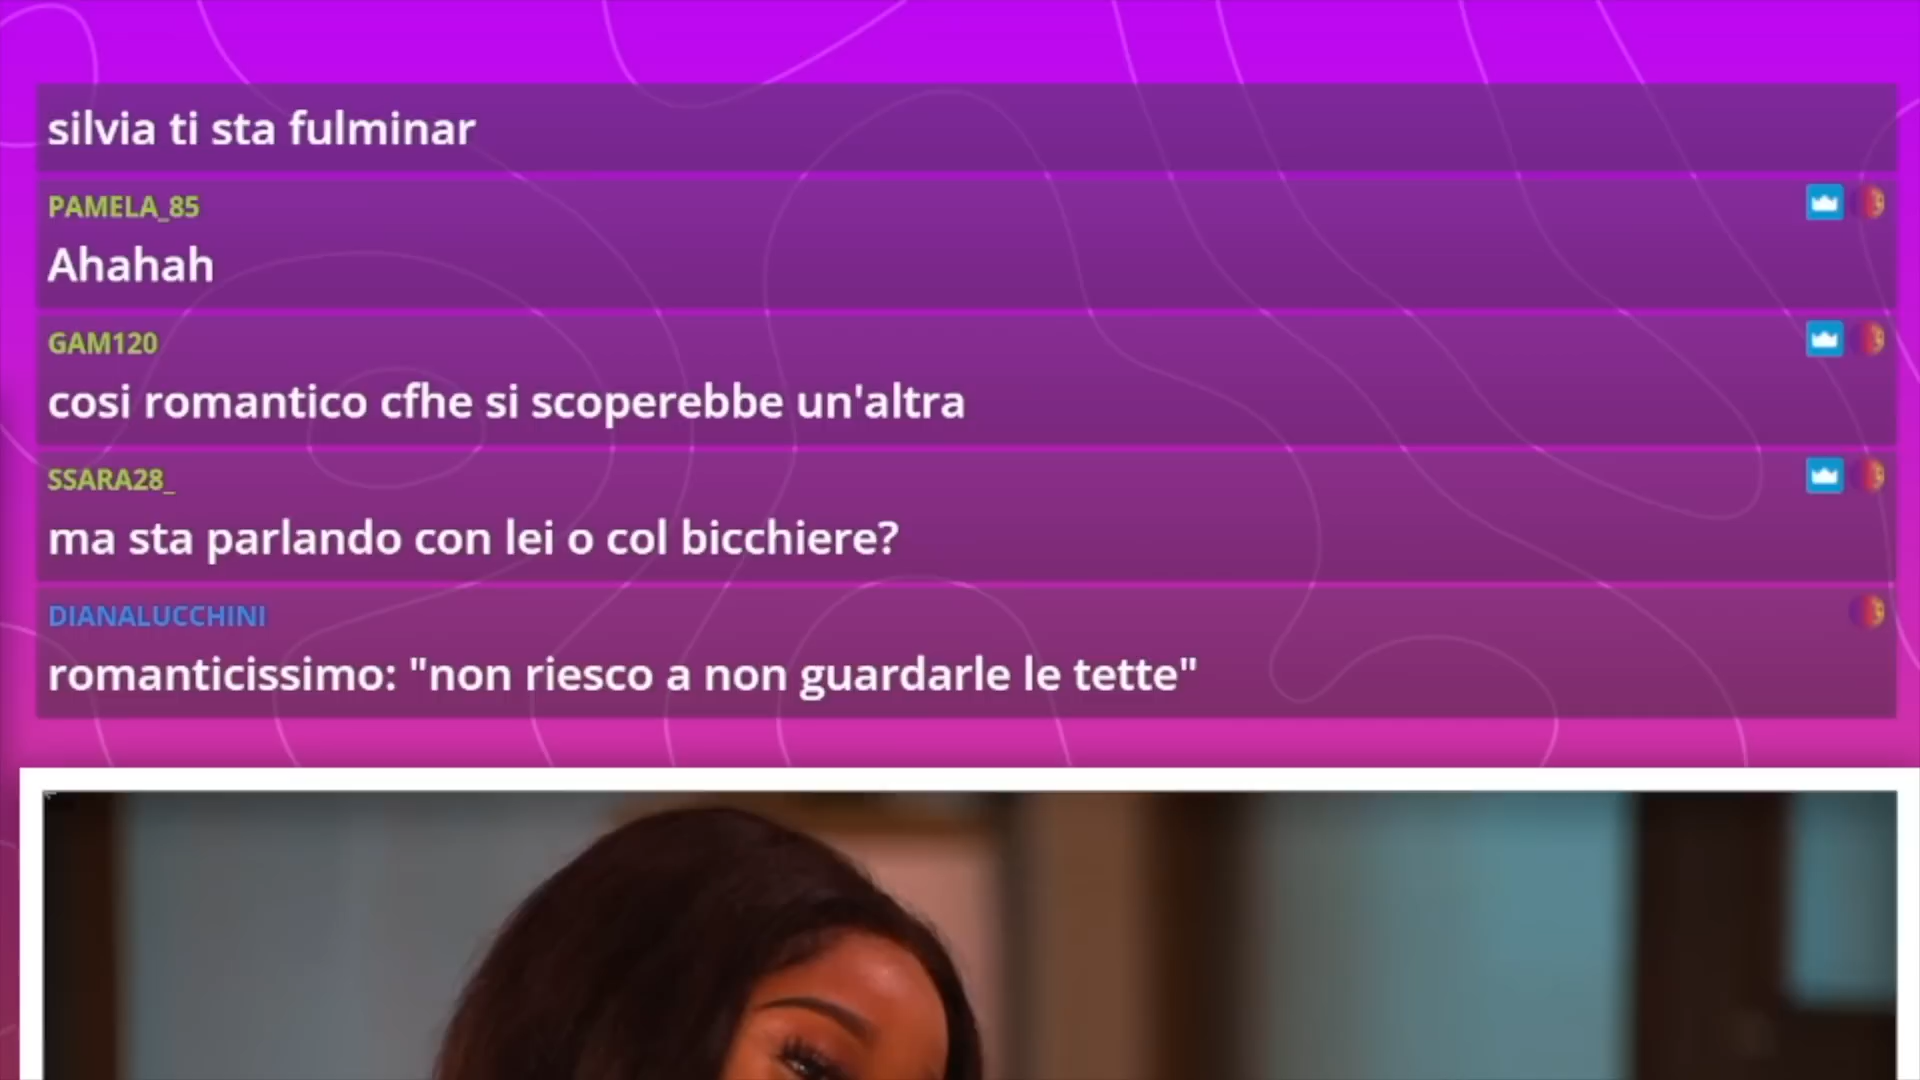 silvia ti sta fulminar
PAMELA_85
Ahahah
GAM120
cosi romantico cfhe si scoperebbe un'altra
SSARA28_
ma sta parlando con lei o col bicchiere?
DIANALUCCHINI
romanticissimo: "non riesco a non guardarle le tette"